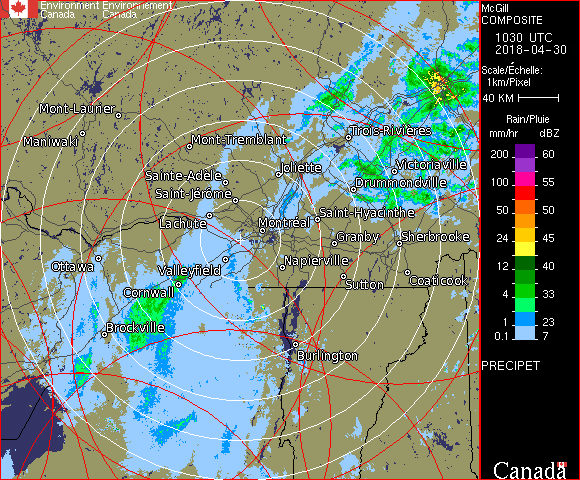 Environment Environnement
Canada Canada
McGill
COMPOSITE
1030 UTC
2018-04-30
Scale/Échelle:
1km/Pixel
40 KM
Rain/Pluie
mm/hr dBZ
200 60
100 55
50 50
24 45
12 40
4 33
1 23
0.1 7
PRECIPET
Canada
Mont-Laurier
Maniwaki
Mont-Tremblant
Trois-Rivières
Sainte-Adèle
Joliette
Victoriaville
Saint-Jérôme
Drummondville
Lachute
Saint-Hyacinthe
Montréal
Granby
Sherbrooke
Ottawa
Valleyfield
Napierville
Cornwall
Sutton
Coaticook
Brockville
Burlington